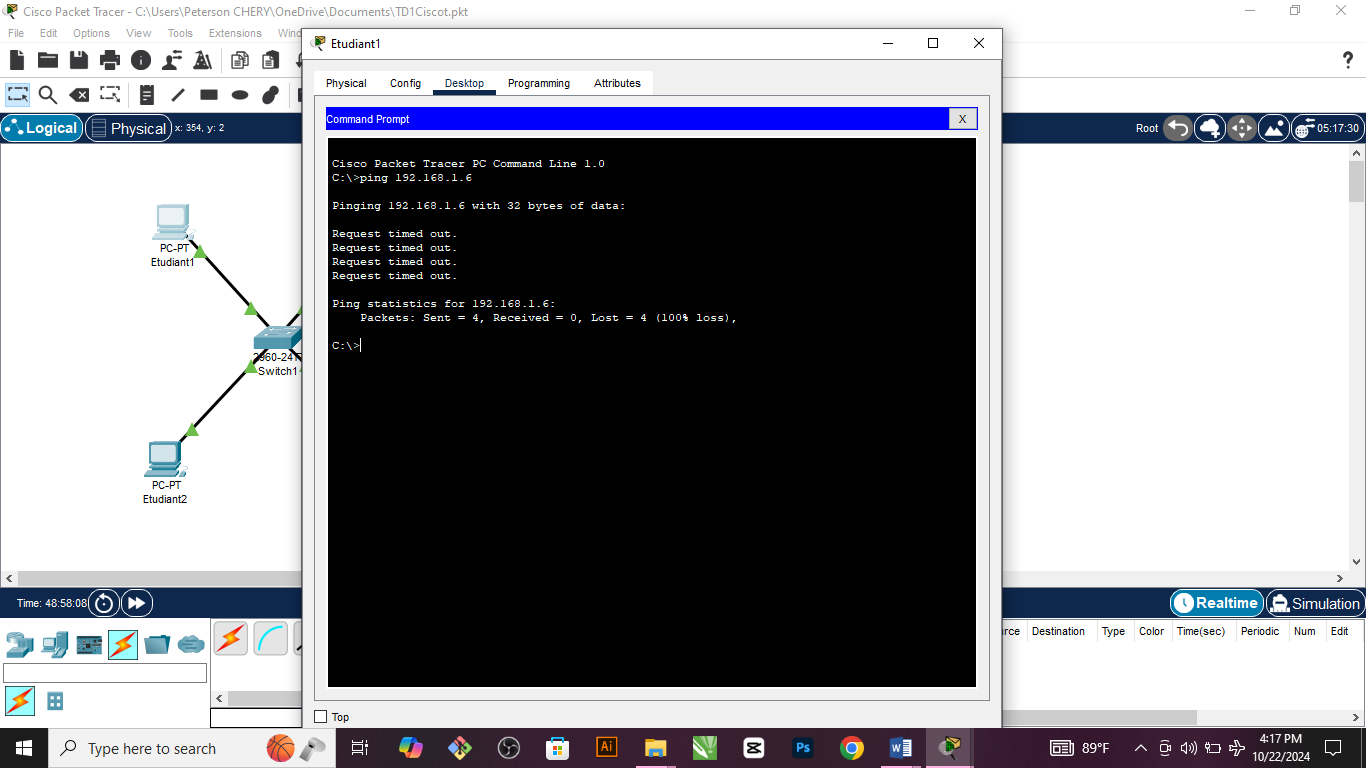 Cisco Packet Tracer - C:\Users\Peterson CHERY\OneDrive\Documents\TD1Ciscot.pkt
File Edit Options View Tools Extensions Wind
Etudiant1
Physical Config Desktop Programming Attributes
Logical Physical x: 354, y: 2
Root 05:17:30
Command Prompt X
Cisco Packet Tracer PC Command Line 1.0
C:\>ping 192.168.1.6
Pinging 192.168.1.6 with 32 bytes of data:
Request timed out.
Request timed out.
Request timed out.
Request timed out.
Ping statistics for 192.168.1.6:
Packets: Sent = 4, Received = 0, Lost = 4 (100% loss),
C:\>
PC-PT
Etudiant1
Switch1
PC-PT
Etudiant2
Time: 48:58:08
Realtime Simulation
rce Destination Type Color Time(sec) Periodic Num Edit
Top
Type here to search
Ai
Ps
89°F
4:17 PM
10/22/2024